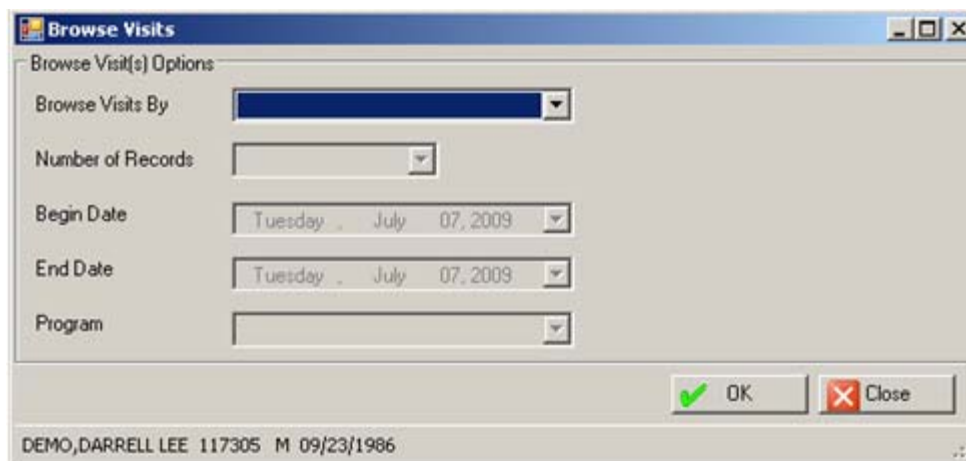 Browse Visits
Browse Visit(s) Options
Browse Visits By
Number of Records
Begin Date Tuesday , July 07, 2009
End Date Tuesday , July 07, 2009
Program
OK Close
DEMO,DARRELL LEE 117305 M 09/23/1986